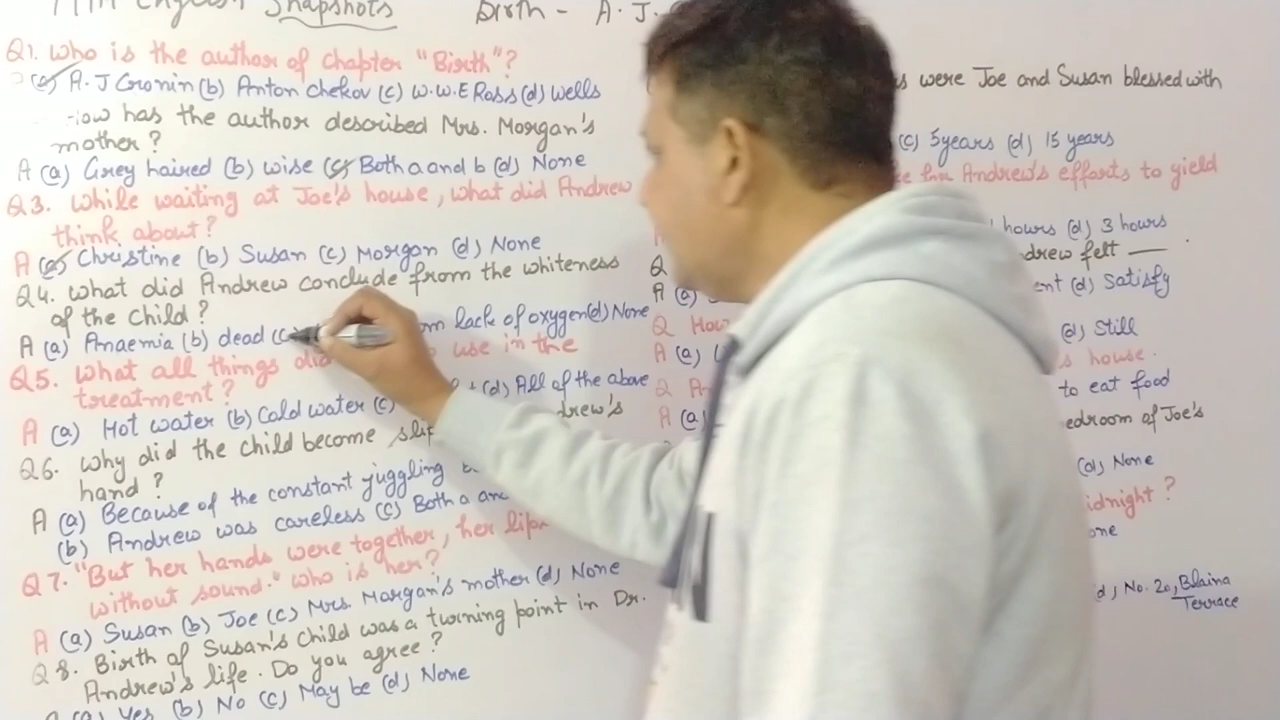 11th English Snapshots Birth - A. J.
Q1. Who is the author of chapter "Birth"?
(a) A. J Cronin (b) Anton Chekov (c) W.W.E Ross (d) Wells
How has the author described Mrs. Morgan's
mother?
A (a) Grey haired (b) wise (c) Both a and b (d) None
Q3. While waiting at Joe's house, what did Andrew
think about?
A (a) Christine (b) Susan (c) Morgan (d) None
Q4. What did Andrew conclude from the whiteness
of the child?
A (a) Anaemia (b) dead (c lack of oxygen (d) None
Q5. What all things did use in the
treatment?
A (a) Hot water (b) Cold water (c) (d) All of the above
Q6. Why did the child become slip drew's
hand?
A (a) Because of the constant juggling
(b) Andrew was careless (c) Both a and
Q7. "But her hands were together, her lips
without sound." Who is her?
A (a) Susan (b) Joe (c) Mrs. Morgan's mother (d) None
Q8. Birth of Susan's child was a turning point in Dr.
Andrew's life. Do you agree?
(a) Yes (b) No (c) May be (d) None
s were Joe and Susan blessed with
(c) 5 years (d) 15 years
Andrew's efforts to yield
hours (d) 3 hours
Q drew felt ___.
A (a) ent (d) Satisfy
Q How
A (a) (d) Still
Q s house.
A (a) to eat food
edroom of Joe's
(d) None
idnight?
one
d) No. 20, Blaina
Terrace